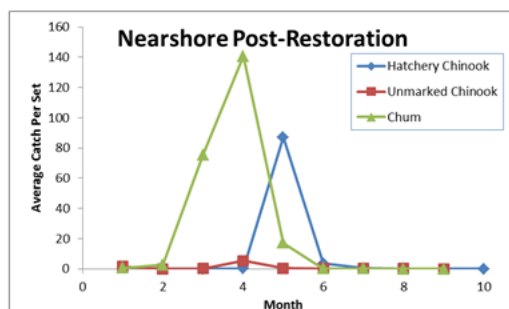 Nearshore Post-Restoration
160
140
120
100
80
60
40
20
0
Average Catch Per Set
Hatchery Chinook
Unmarked Chinook
Chum
0 2 4 6 8 10
Month